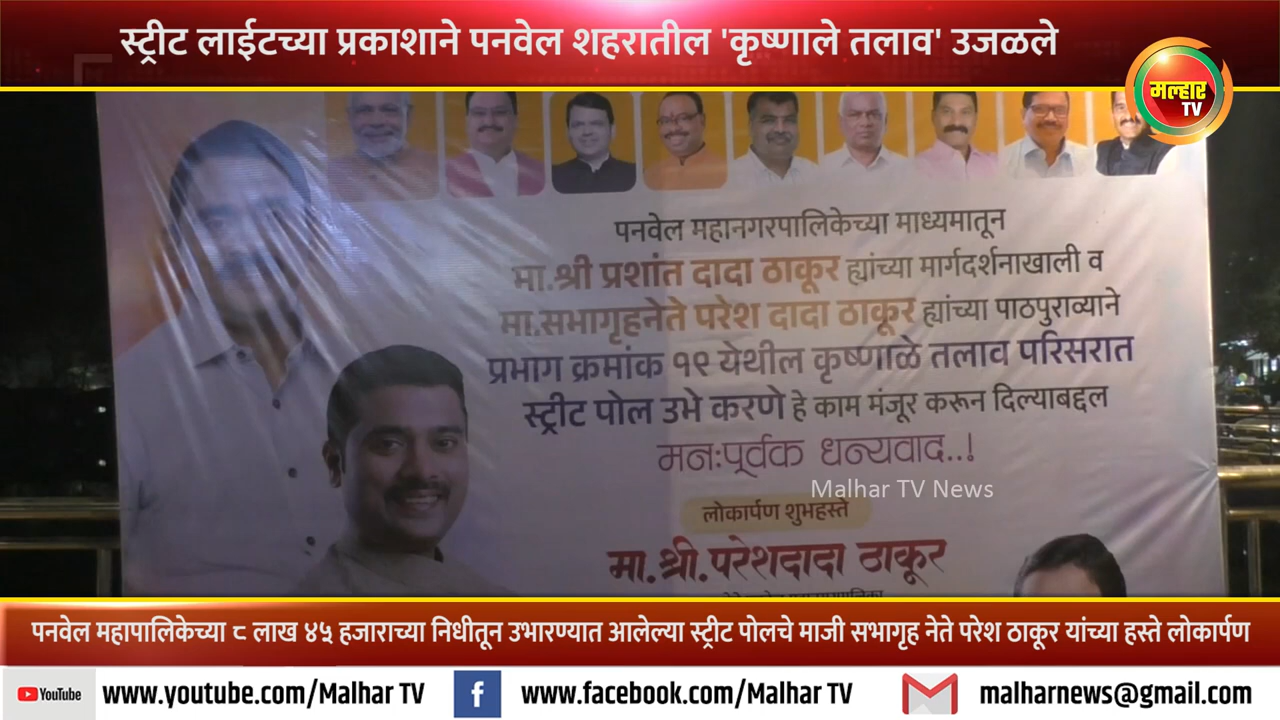 स्ट्रीट लाईटच्या प्रकाशाने पनवेल शहरातील 'कृष्णाले तलाव' उजळले
मल्हार
TV
पनवेल महानगरपालिकेच्या माध्यमातून
मा.श्री प्रशांत दादा ठाकूर ह्यांच्या मार्गदर्शनाखाली व
मा.सभागृहनेते परेश दादा ठाकूर ह्यांच्या पाठपुराव्याने
प्रभाग क्रमांक १९ येथील कृष्णाळे तलाव परिसरात
स्ट्रीट पोल उभे करणे हे काम मंजूर करून दिल्याबद्दल
मनःपूर्वक धन्यवाद..!
Malhar TV News
लोकार्पण शुभहस्ते
मा.श्री.परेशदादा ठाकूर
पनवेल महापालिकेच्या ८ लाख ४५ हजाराच्या निधीतून उभारण्यात आलेल्या स्ट्रीट पोलचे माजी सभागृह नेते परेश ठाकूर यांच्या हस्ते लोकार्पण
YouTube www.youtube.com/Malhar TV f www.facebook.com/Malhar TV malharnews@gmail.com